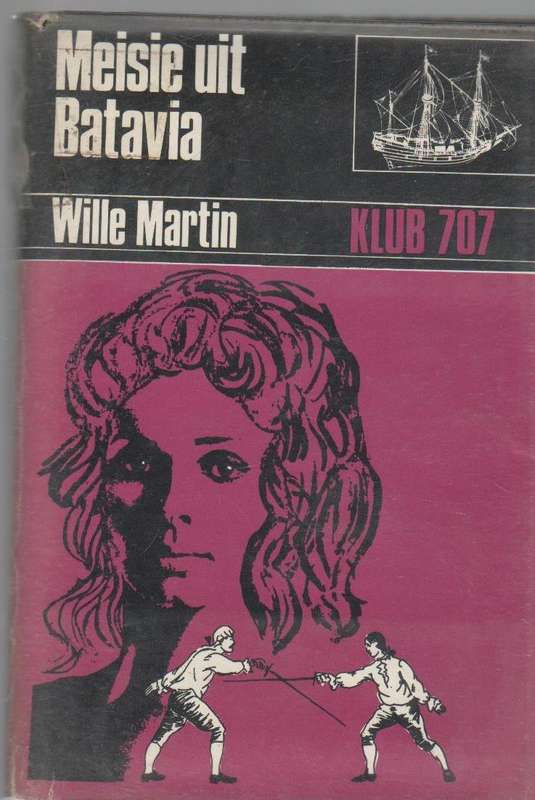 Meisie uit
Batavia
Wille Martin
KLUB 707